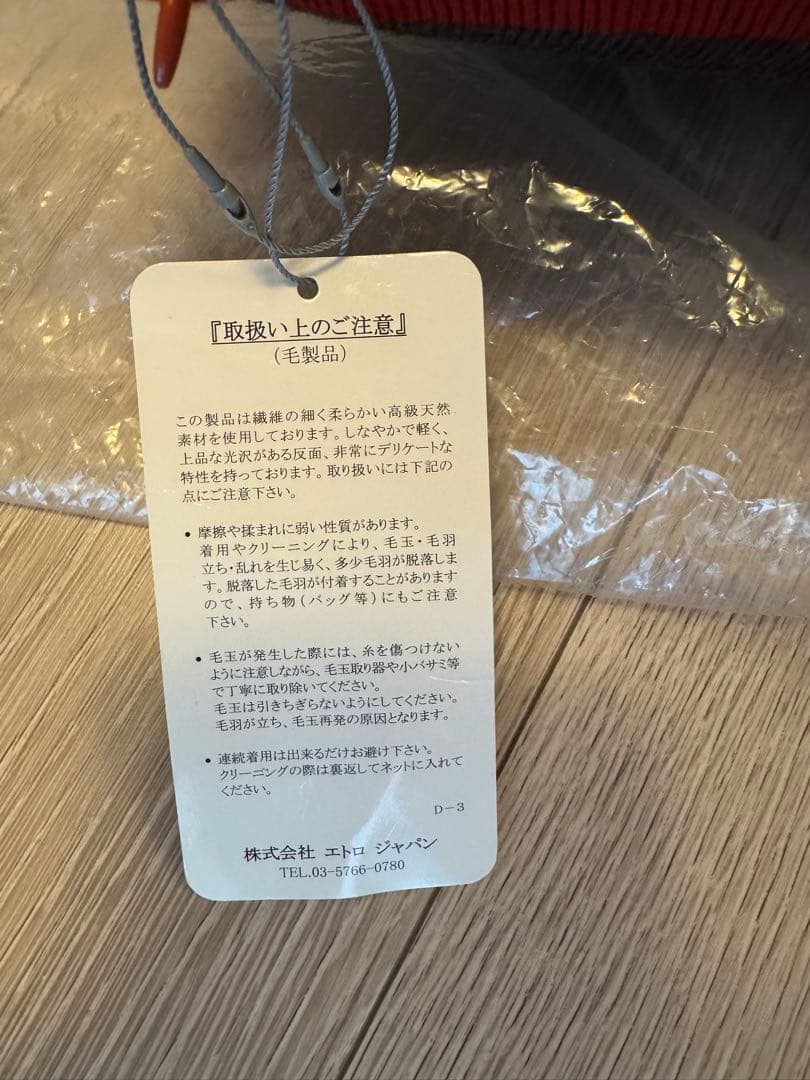 『取扱い上のご注意』
(毛製品)
この製品は繊維の細く柔らかい高級天然
素材を使用しております。しなやかで軽く、
上品な光沢がある反面、非常にデリケートな
特性を持っております。取り扱いには下記の
点にご注意下さい。
● 摩擦や揉まれに弱い性質があります。
着用やクリーニングにより、毛玉・毛羽
立ち・乱れを生じ易く、多少毛羽が脱落しま
す。脱落した毛羽が付着することがあります
ので、持ち物(バッグ等)にもご注意
下さい。
● 毛玉が発生した際には、糸を傷つけない
ように注意しながら、毛玉取り器や小バサミ等
で丁寧に取り除いてください。
毛玉は引きちぎらないようにしてください。
毛羽が立ち、毛玉再発の原因となります。
● 連続着用は出来るだけお避け下さい。
クリーニングの際は裏返してネットに入れて
ください。
D-3
株式会社 エトロ ジャパン
TEL.03-5766-0780